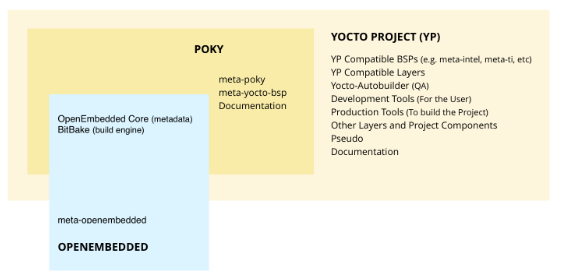 POKY
meta-poky
meta-yocto-bsp
Documentation
OpenEmbedded Core (metadata)
BitBake (build engine)
meta-openembedded
OPENEMBEDDED
YOCTO PROJECT (YP)
YP Compatible BSPs (e.g. meta-intel, meta-ti, etc)
YP Compatible Layers
Yocto-Autobuilder (QA)
Development Tools (For the User)
Production Tools (To build the Project)
Other Layers and Project Components
Pseudo
Documentation